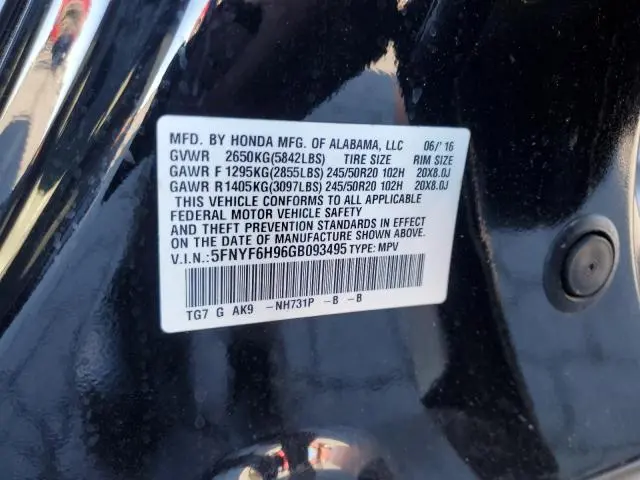 MFD. BY HONDA MFG. OF ALABAMA, LLC 06/'16
GVWR 2650KG(5842LBS) TIRE SIZE RIM SIZE
GAWR F 1295KG(2855LBS) 245/50R20 102H 20X8.0J
GAWR R 1405KG(3097LBS) 245/50R20 102H 20X8.0J
THIS VEHICLE CONFORMS TO ALL APPLICABLE
FEDERAL MOTOR VEHICLE SAFETY
AND THEFT PREVENTION STANDARDS IN EFFECT
ON THE DATE OF MANUFACTURE SHOWN ABOVE.
V.I.N.: 5FNYF6H96GB093495 TYPE: MPV
TG7 G AK9 -NH731P -B -B